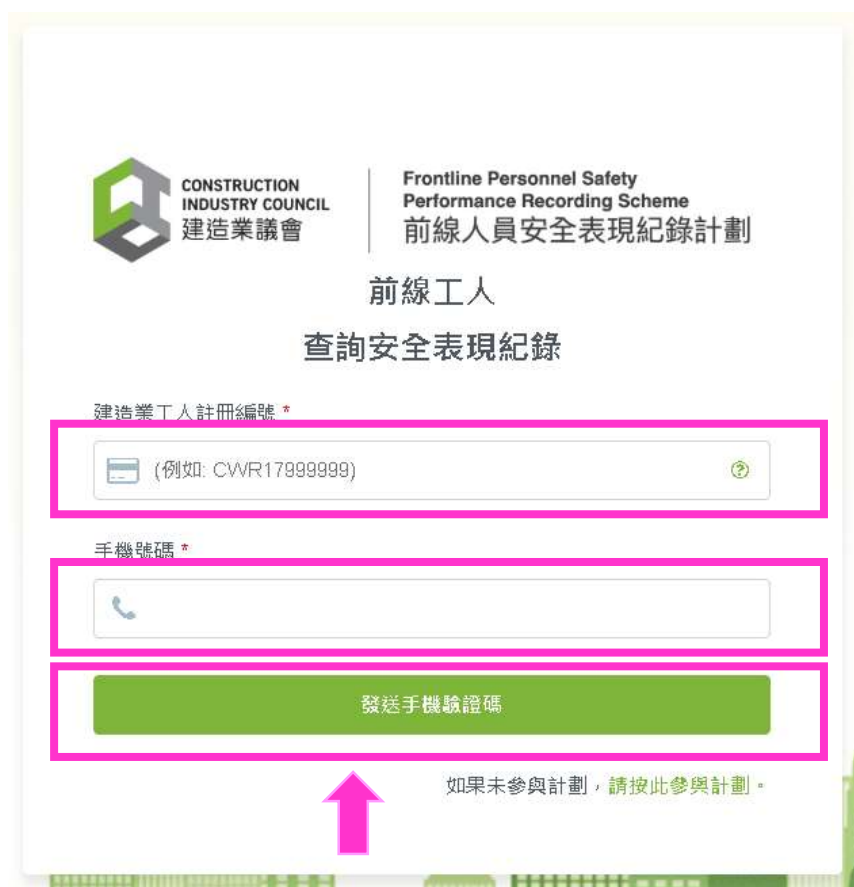 CONSTRUCTION
INDUSTRY COUNCIL
建造業議會
Frontline Personnel Safety
Performance Recording Scheme
前線人員安全表現紀錄計劃
前線工人
查詢安全表現紀錄
建造業工人註冊編號 *
(例如: CWR17999999)
手機號碼 *
發送手機驗證碼
如果未參與計劃，請按此參與計劃。